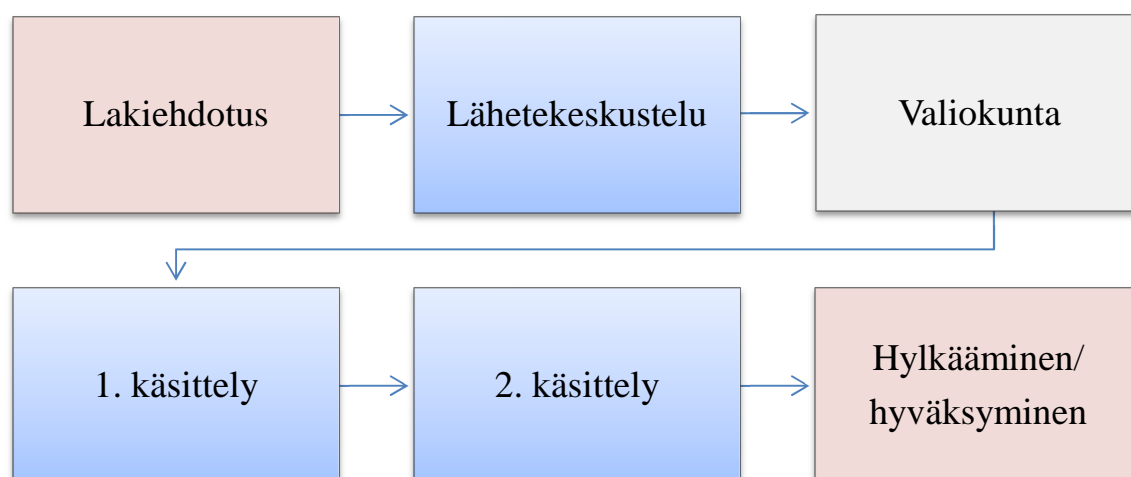 Lakiehdotus
Lähetekeskustelu
Valiokunta
1. käsittely
2. käsittely
Hylkääminen/
hyväksyminen